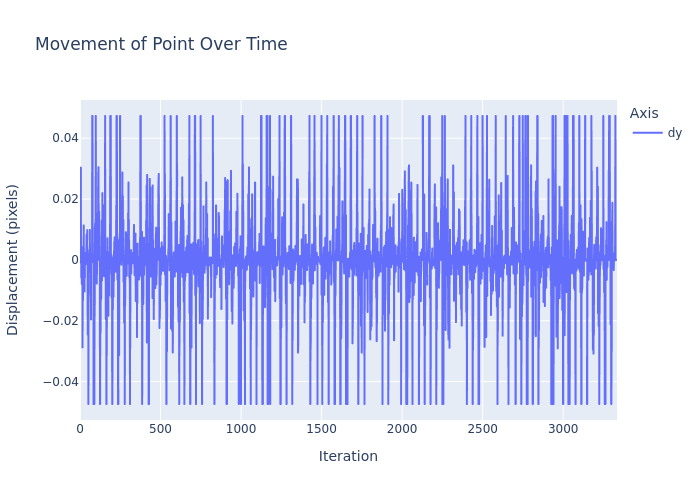 Movement of Point Over Time
Axis
dy
Displacement (pixels)
0.04
0.02
0
−0.02
−0.04
0 500 1000 1500 2000 2500 3000
Iteration